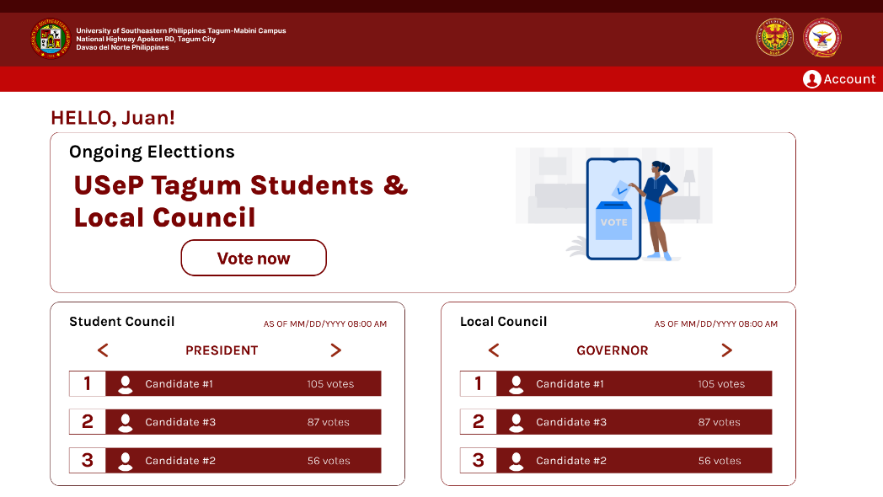 University of Southeastern Philippines Tagum-Mabini Campus
National Highway Apokon RD, Tagum City
Davao del Norte Philippines
Account
HELLO, Juan!
Ongoing Electtions
USeP Tagum Students &
Local Council
Vote now
VOTE
Student Council
AS OF MM/DD/YYYY 08:00 AM
< PRESIDENT >
1 Candidate #1 105 votes
2 Candidate #3 87 votes
3 Candidate #2 56 votes
Local Council
AS OF MM/DD/YYYY 08:00 AM
< GOVERNOR >
1 Candidate #1 105 votes
2 Candidate #3 87 votes
3 Candidate #2 56 votes